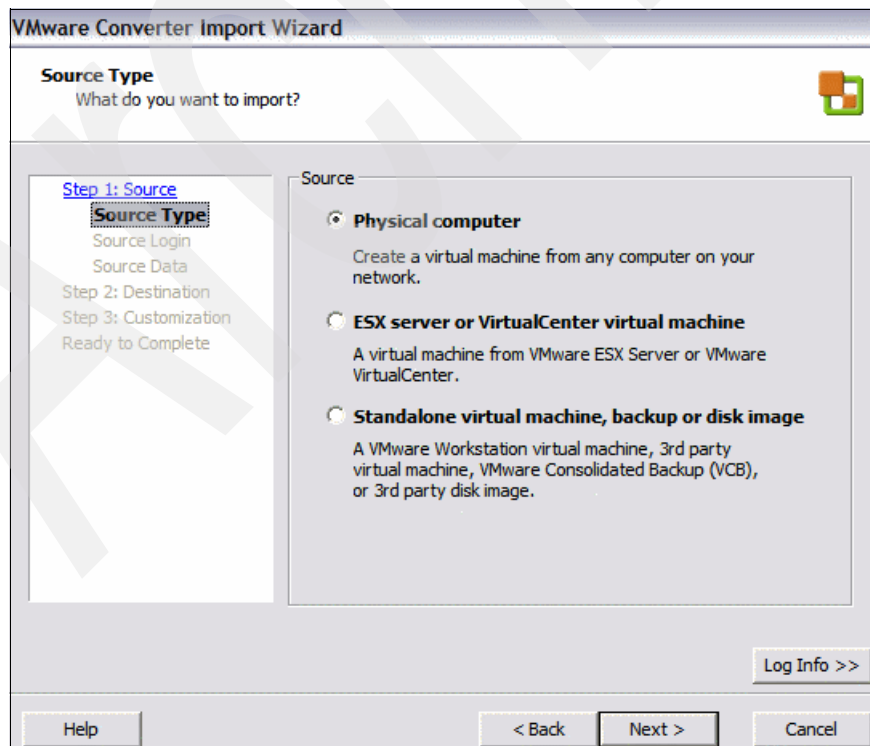 VMware Converter Import Wizard
Source Type
What do you want to import?
Step 1: Source
Source Type
Source Login
Source Data
Step 2: Destination
Step 3: Customization
Ready to Complete
Source
Physical computer
Create a virtual machine from any computer on your
network.
ESX server or VirtualCenter virtual machine
A virtual machine from VMware ESX Server or VMware
VirtualCenter.
Standalone virtual machine, backup or disk image
A VMware Workstation virtual machine, 3rd party
virtual machine, VMware Consolidated Backup (VCB),
or 3rd party disk image.
Log Info >>
Help
< Back
Next >
Cancel